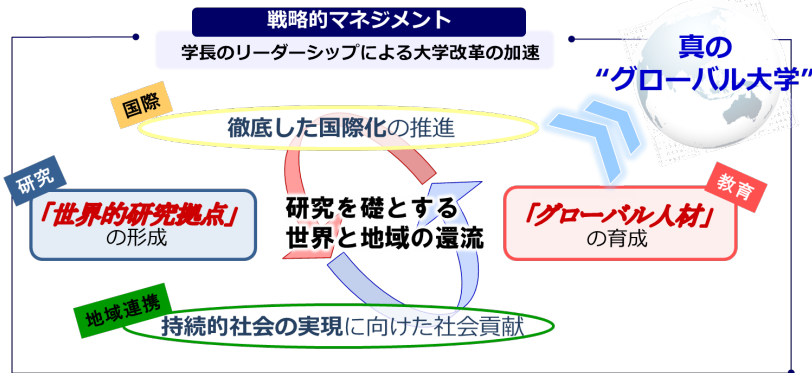 戦略的マネジメント
学長のリーダーシップによる大学改革の加速
真の
“グローバル大学”
国際
徹底した国際化の推進
研究
「世界的研究拠点」
の形成
研究を礎とする
世界と地域の還流
教育
「グローバル人材」
の育成
地域連携
持続的社会の実現に向けた社会貢献